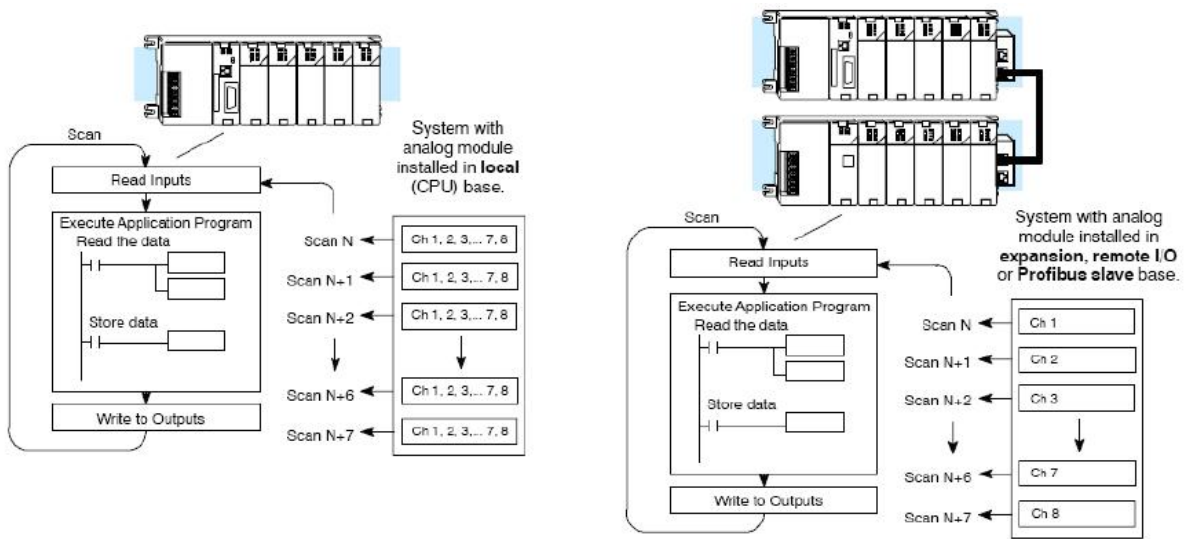 Scan
Read Inputs
Execute Application Program
Read the data
Store data
Write to Outputs
System with
analog module
installed in local
(CPU) base.
Scan N
Ch 1, 2, 3,... 7, 8
Scan N+1
Ch 1, 2, 3,... 7, 8
Scan N+2
Ch 1, 2, 3,... 7, 8
Scan N+6
Ch 1, 2, 3,... 7, 8
Scan N+7
Ch 1, 2, 3,... 7, 8
Scan
Read Inputs
Execute Application Program
Read the data
Store data
Write to Outputs
System with analog
module installed in
expansion, remote I/O
or Profibus slave base.
Scan N
Ch 1
Scan N+1
Ch 2
Scan N+2
Ch 3
Scan N+6
Ch 7
Scan N+7
Ch 8